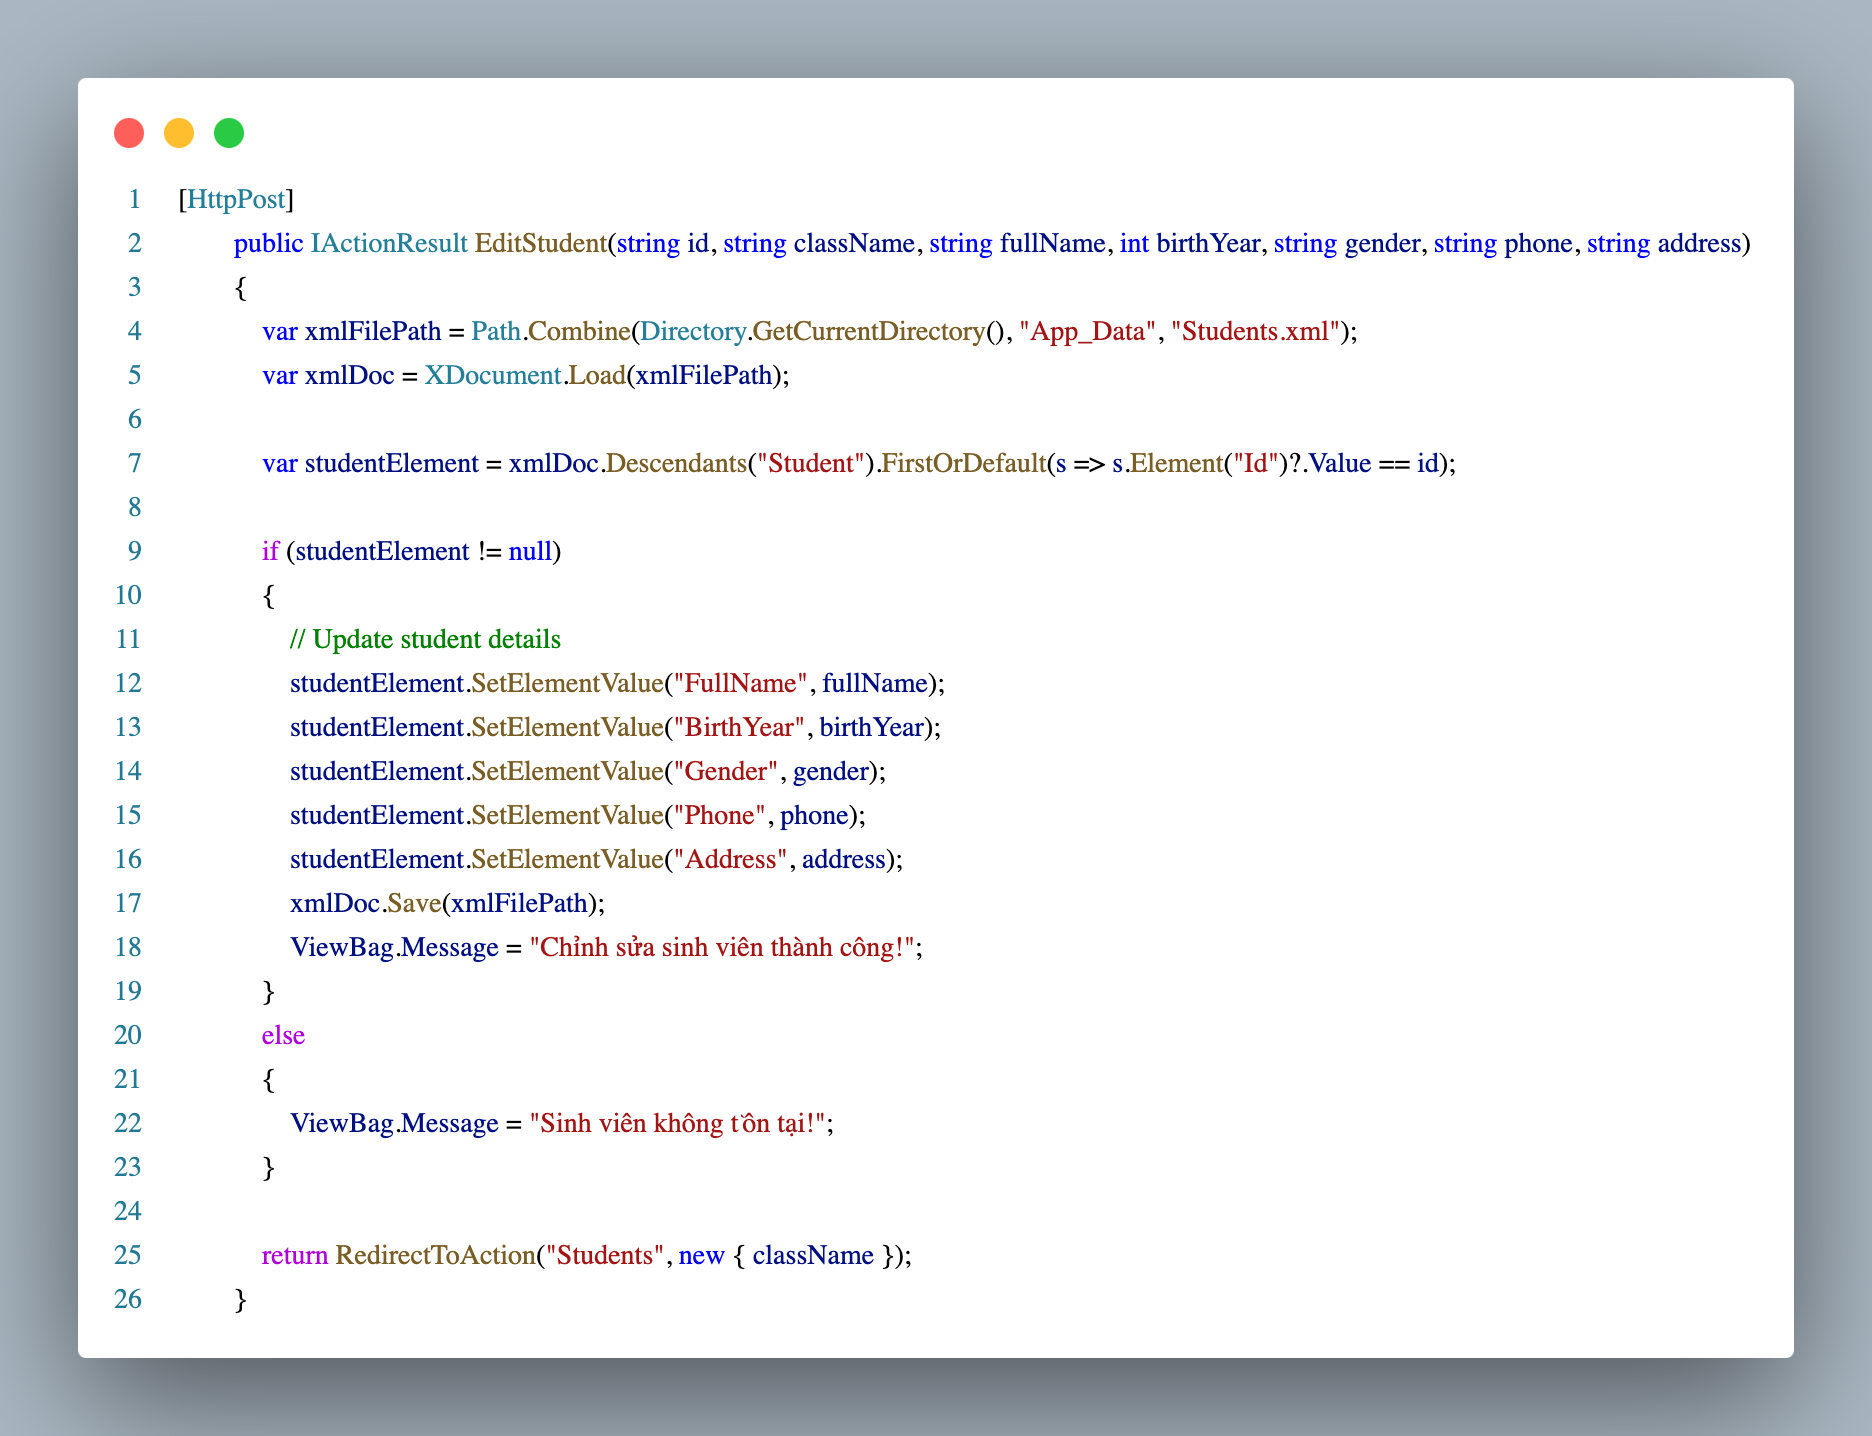 1 [HttpPost]
2 public IActionResult EditStudent(string id, string className, string fullName, int birthYear, string gender, string phone, string address)
3 {
4 var xmlFilePath = Path.Combine(Directory.GetCurrentDirectory(), "App_Data", "Students.xml");
5 var xmlDoc = XDocument.Load(xmlFilePath);
6
7 var studentElement = xmlDoc.Descendants("Student").FirstOrDefault(s => s.Element("Id")?.Value == id);
8
9 if (studentElement != null)
10 {
11 // Update student details
12 studentElement.SetElementValue("FullName", fullName);
13 studentElement.SetElementValue("BirthYear", birthYear);
14 studentElement.SetElementValue("Gender", gender);
15 studentElement.SetElementValue("Phone", phone);
16 studentElement.SetElementValue("Address", address);
17 xmlDoc.Save(xmlFilePath);
18 ViewBag.Message = "Chỉnh sửa sinh viên thành công!";
19 }
20 else
21 {
22 ViewBag.Message = "Sinh viên không tồn tại!";
23 }
24
25 return RedirectToAction("Students", new { className });
26 }